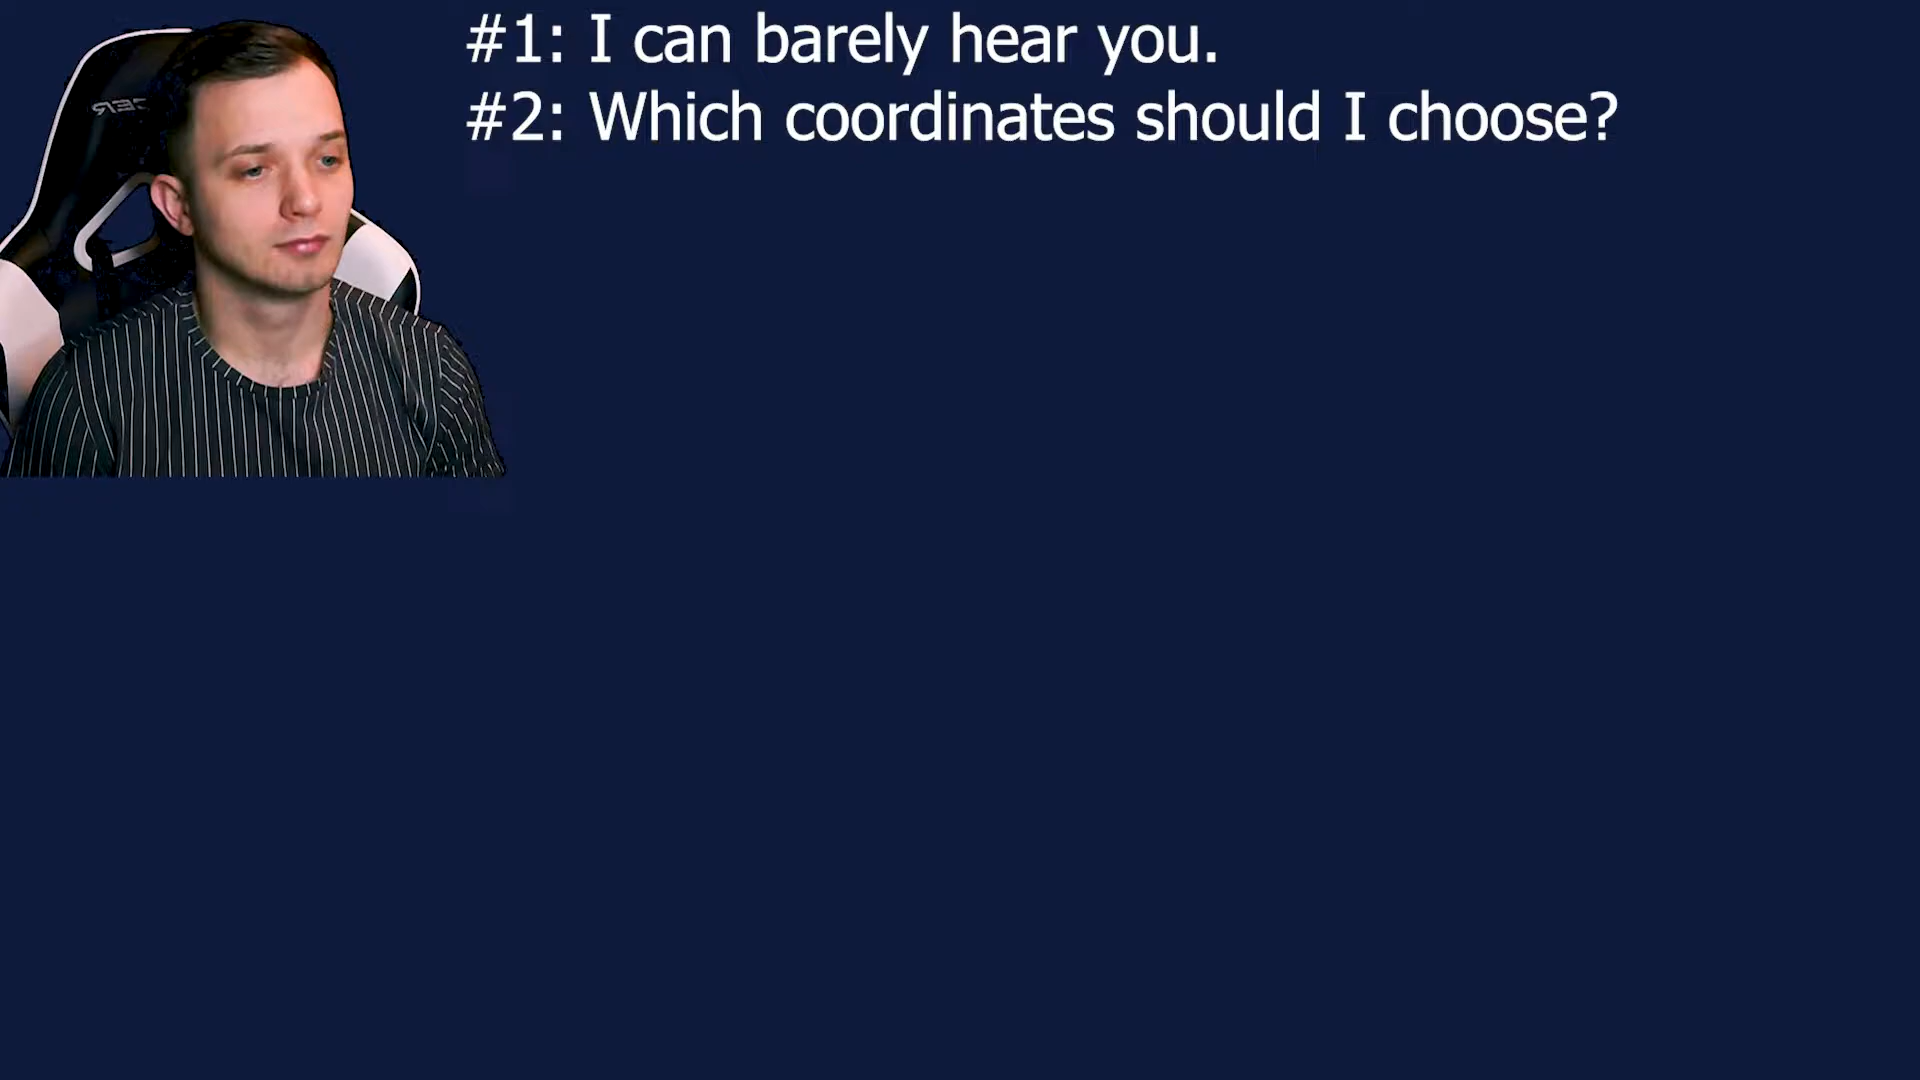 #1: I can barely hear you.
#2: Which coordinates should I choose?